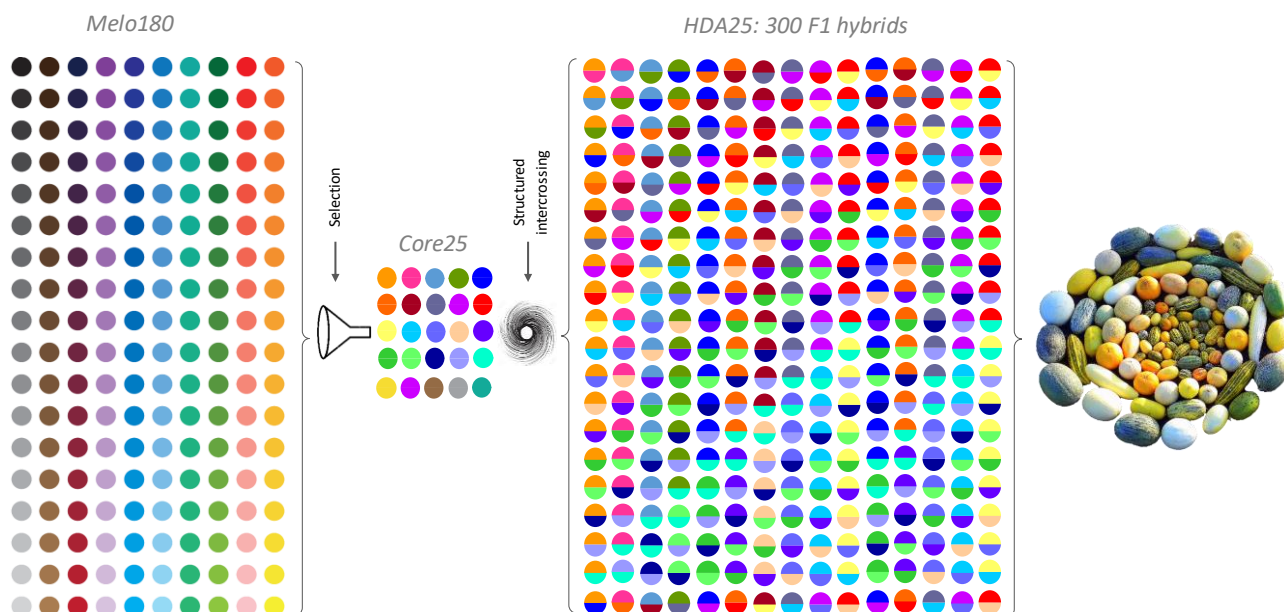 Melo180
HDA25: 300 F1 hybrids
Selection
Core25
Structured
intercrossing